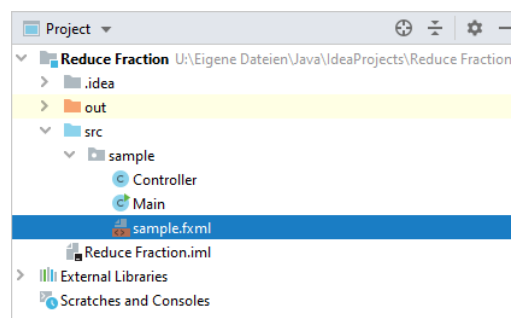 Project
Reduce Fraction U:\Eigene Dateien\Java\IdeaProjects\Reduce Fraction
.idea
out
src
sample
C Controller
C Main
sample.fxml
Reduce Fraction.iml
External Libraries
Scratches and Consoles